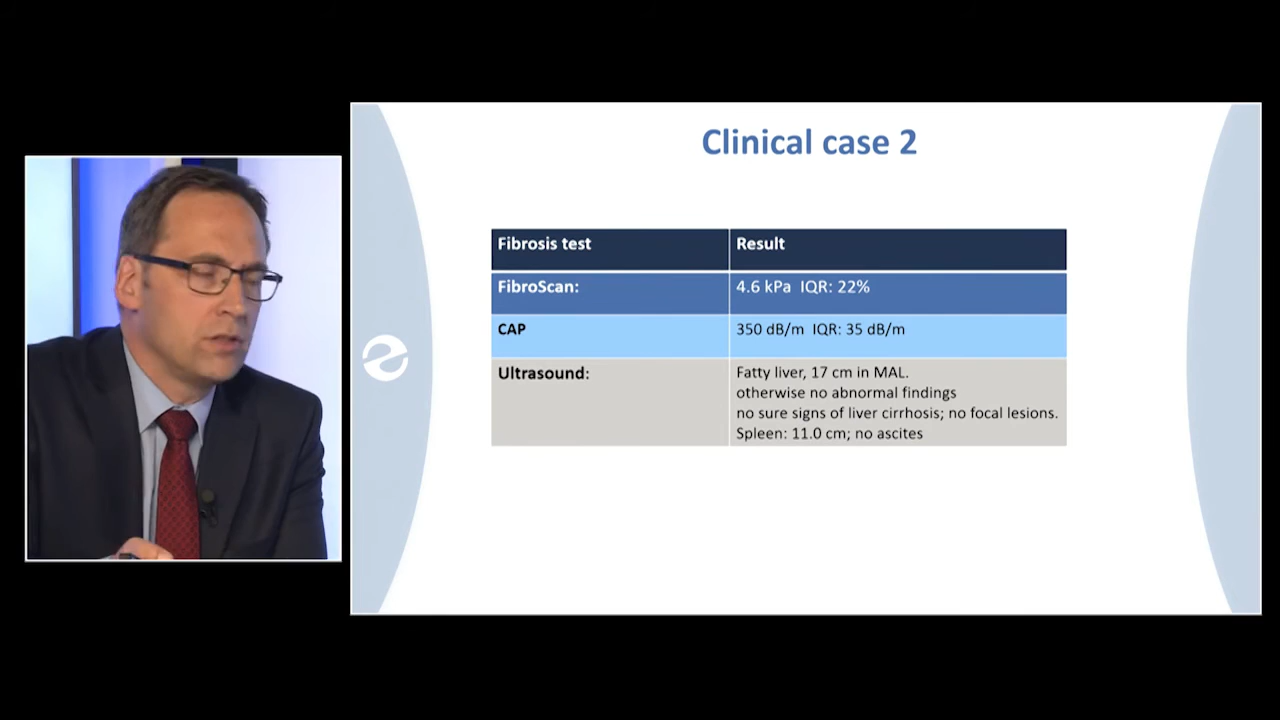 Clinical case 2
Fibrosis test Result
FibroScan: 4.6 kPa IQR: 22%
CAP 350 dB/m IQR: 35 dB/m
Ultrasound: Fatty liver, 17 cm in MAL.
otherwise no abnormal findings
no sure signs of liver cirrhosis; no focal lesions.
Spleen: 11.0 cm; no ascites